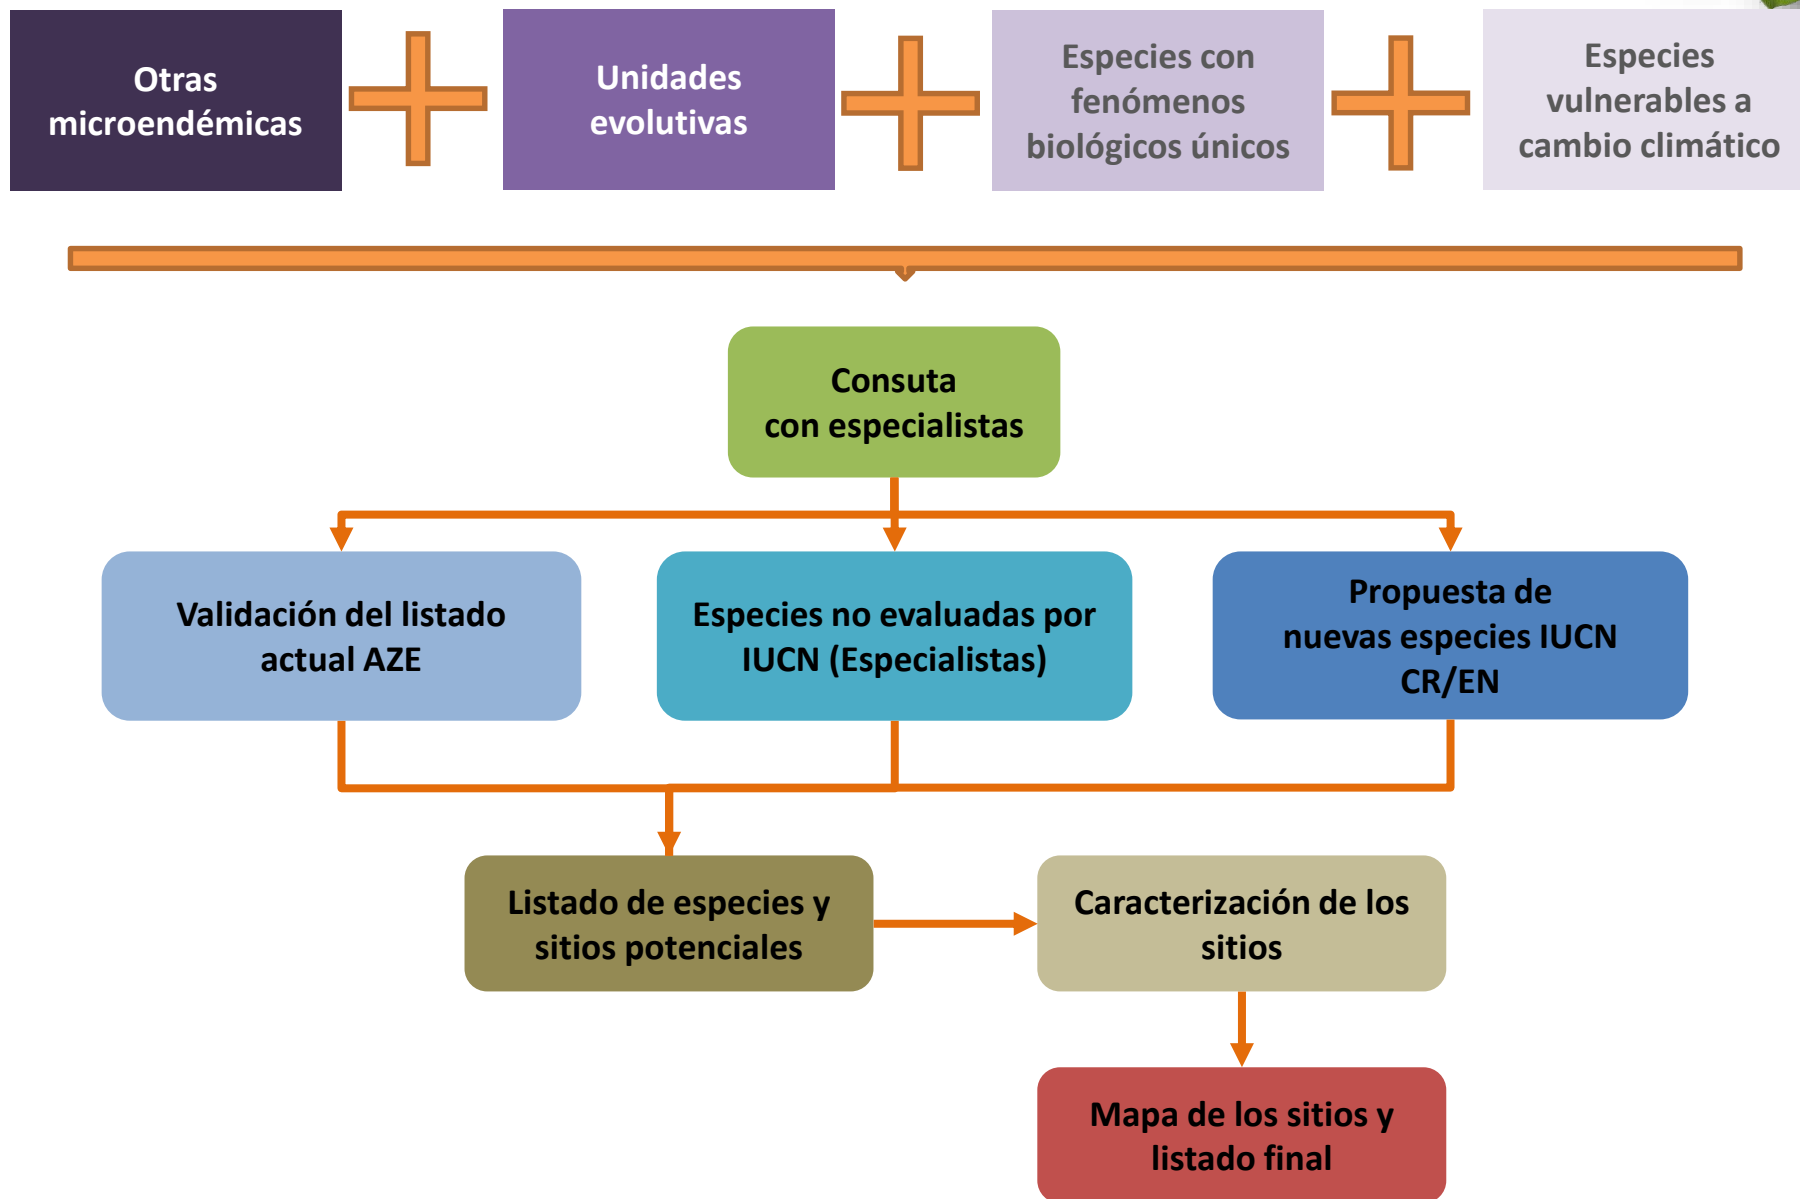 Otras
microendémicas
Unidades
evolutivas
Especies con
fenómenos
biológicos únicos
Especies
vulnerables a
cambio climático
Consuta
con especialistas
Validación del listado
actual AZE
Especies no evaluadas por
IUCN (Especialistas)
Propuesta de
nuevas especies IUCN
CR/EN
Listado de especies y
sitios potenciales
Caracterización de los
sitios
Mapa de los sitios y
listado final